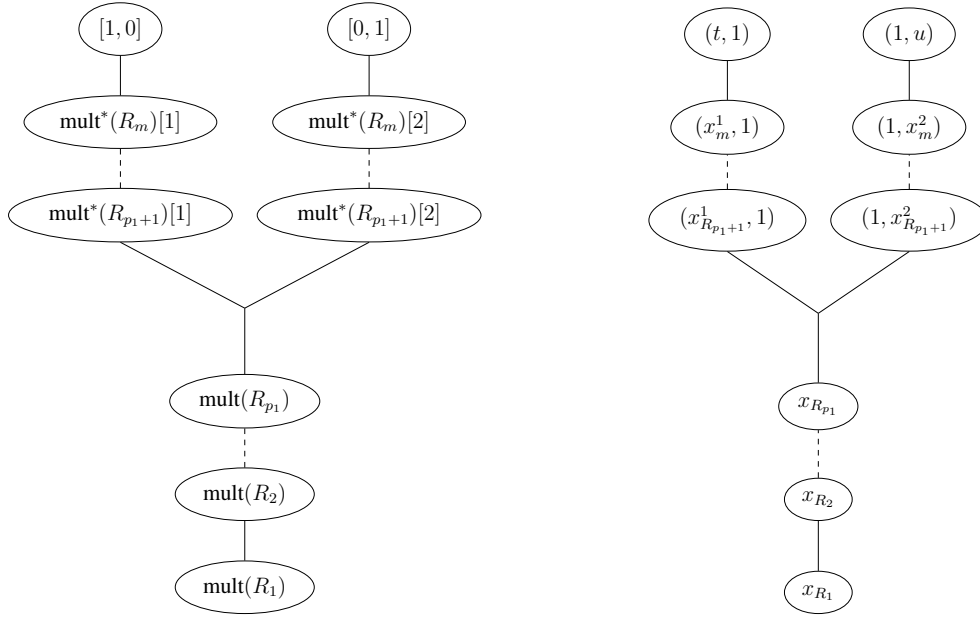 [1, 0]
[0, 1]
mult*(R_m)[1]
mult*(R_m)[2]
mult*(R_{p_1+1})[1]
mult*(R_{p_1+1})[2]
mult(R_{p_1})
mult(R_2)
mult(R_1)
(t, 1)
(1, u)
(x^1_m, 1)
(1, x^2_m)
(x^1_{R_{p_1+1}}, 1)
(1, x^2_{R_{p_1+1}})
x_{R_{p_1}}
x_{R_2}
x_{R_1}